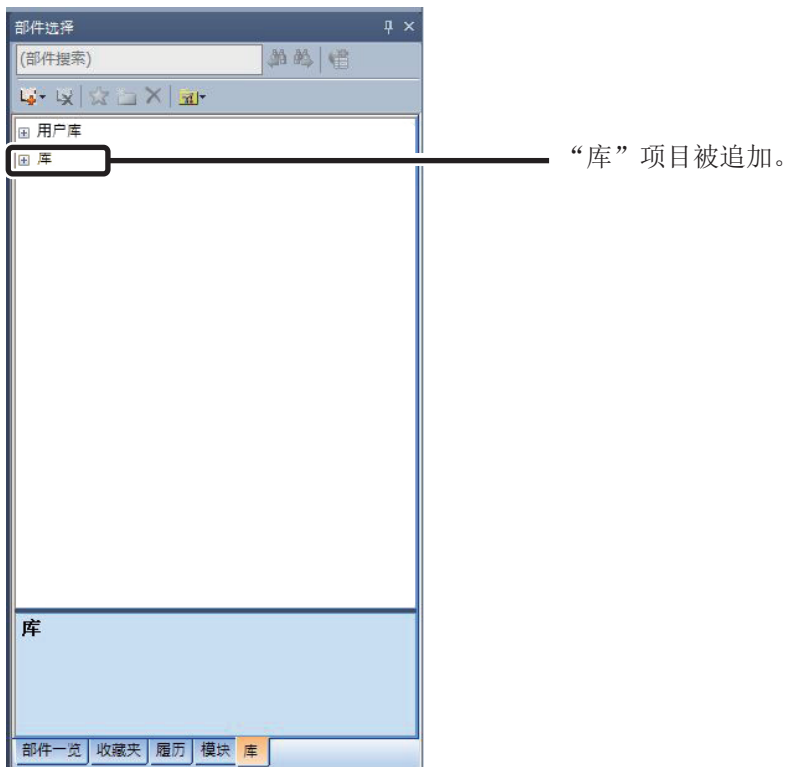 部件选择
(部件搜索)
用户库
库
“库”项目被追加。
库
部件一览 收藏夹 履历 模块 库